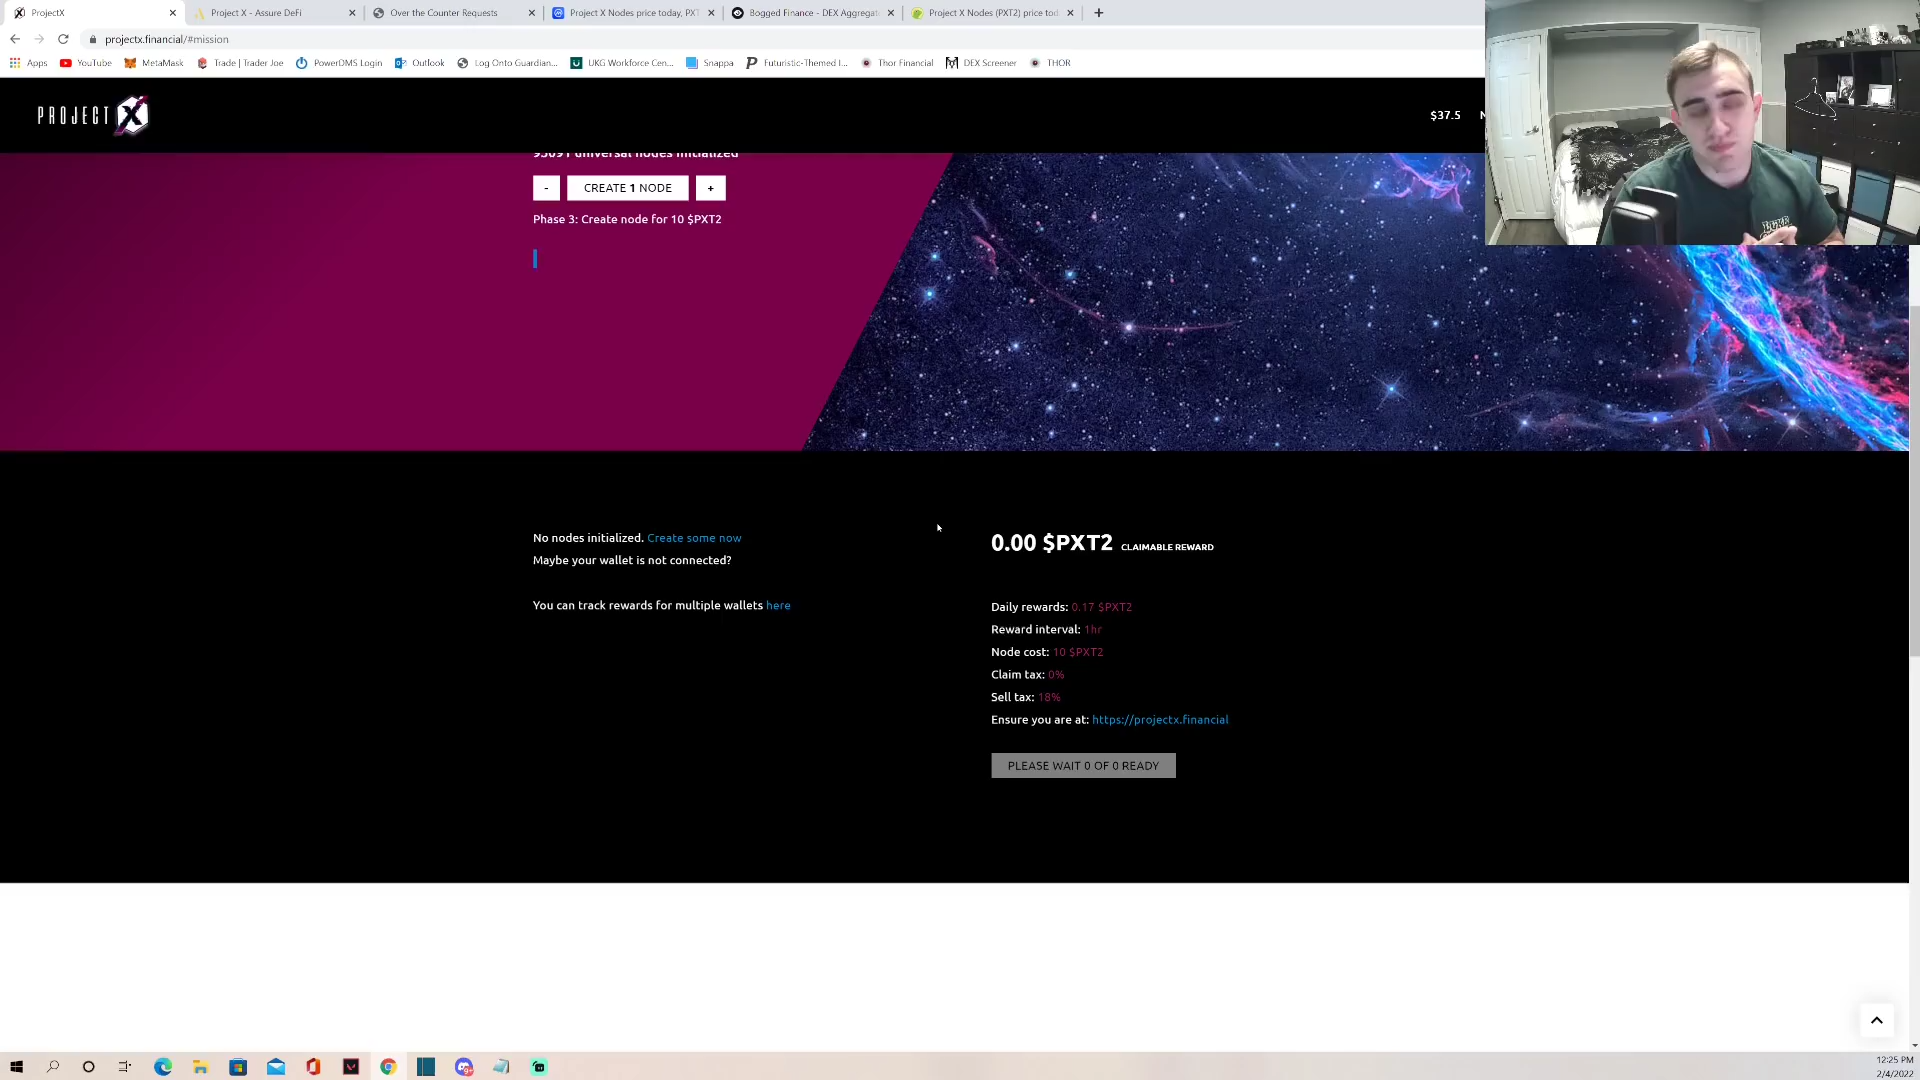 ProjectX
Project X - Assure DeFi
Over the Counter Requests
Project X Nodes price today, PXT
Bogged Finance - DEX Aggregat
Project X Nodes (PXT2) price tod
projectx.financial/#mission
Apps
YouTube
MetaMask
Trade | Trader Joe
PowerDMS Login
Outlook
Log Onto Guardian...
UKG Workforce Cen...
Snappa
Futuristic-Themed I...
Thor Financial
DEX Screener
THOR
PROJECT X
$37.5
universal nodes initialized
-
CREATE 1 NODE
+
Phase 3: Create node for 10 $PXT2
No nodes initialized. Create some now
Maybe your wallet is not connected?
You can track rewards for multiple wallets here
0.00 $PXT2 CLAIMABLE REWARD
Daily rewards: 0.17 $PXT2
Reward interval: 1hr
Node cost: 10 $PXT2
Claim tax: 0%
Sell tax: 18%
Ensure you are at: https://projectx.financial
PLEASE WAIT 0 OF 0 READY
12:25 PM
2/4/2022